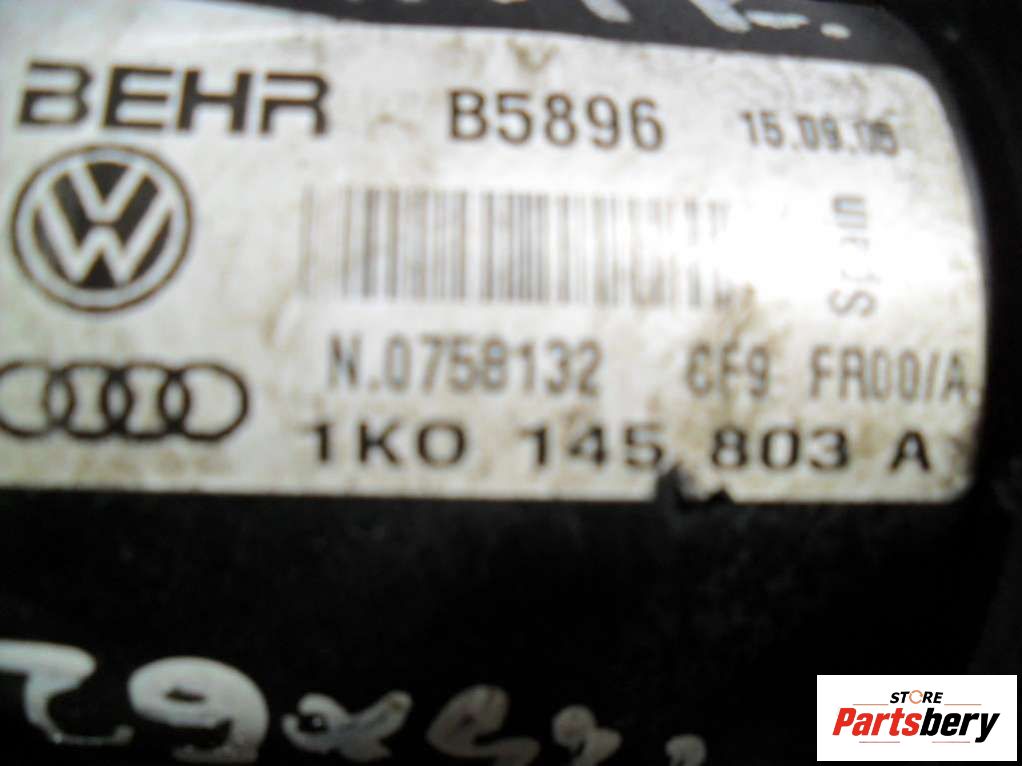 BEHR B5896 15.09.05
N.0758132 CF9 FR00/A
1K0 145 803 A
STORE
Partsbery